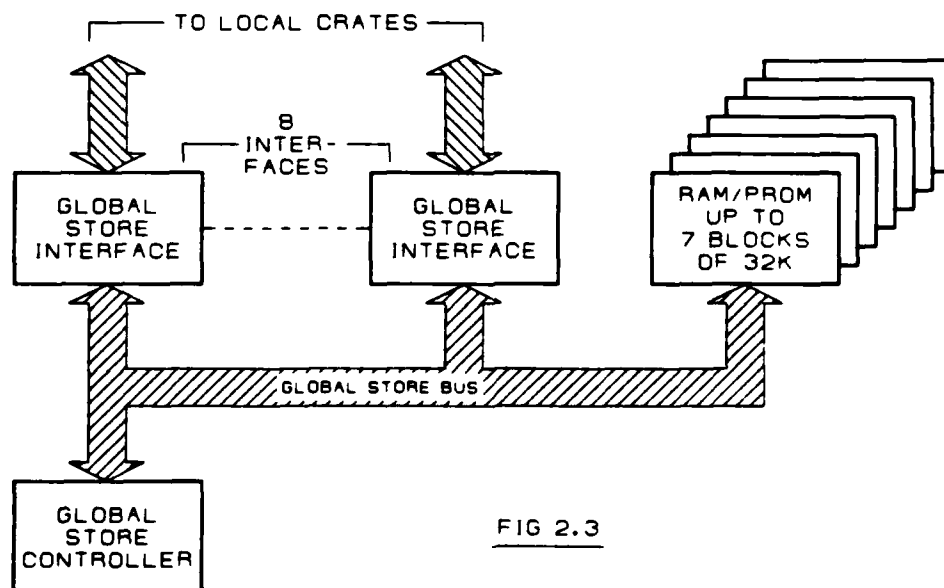 TO LOCAL CRATES
8
INTER-
FACES
GLOBAL
STORE
INTERFACE
GLOBAL
STORE
INTERFACE
RAM/PROM
UP TO
7 BLOCKS
OF 32K
GLOBAL STORE BUS
GLOBAL
STORE
CONTROLLER
FIG 2.3